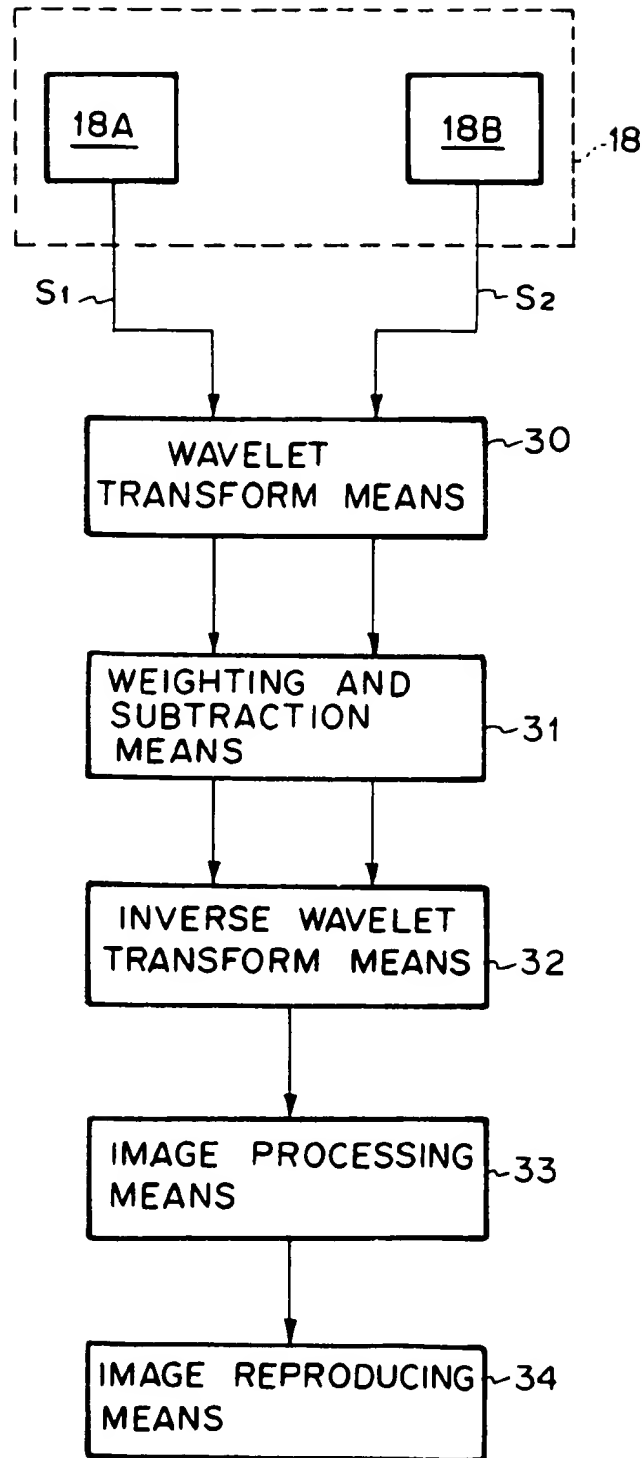 18A
18B
18
S1
S2
WAVELET
TRANSFORM MEANS
30
WEIGHTING AND
SUBTRACTION
MEANS
31
INVERSE WAVELET
TRANSFORM MEANS
32
IMAGE PROCESSING
MEANS
33
IMAGE REPRODUCING
MEANS
34